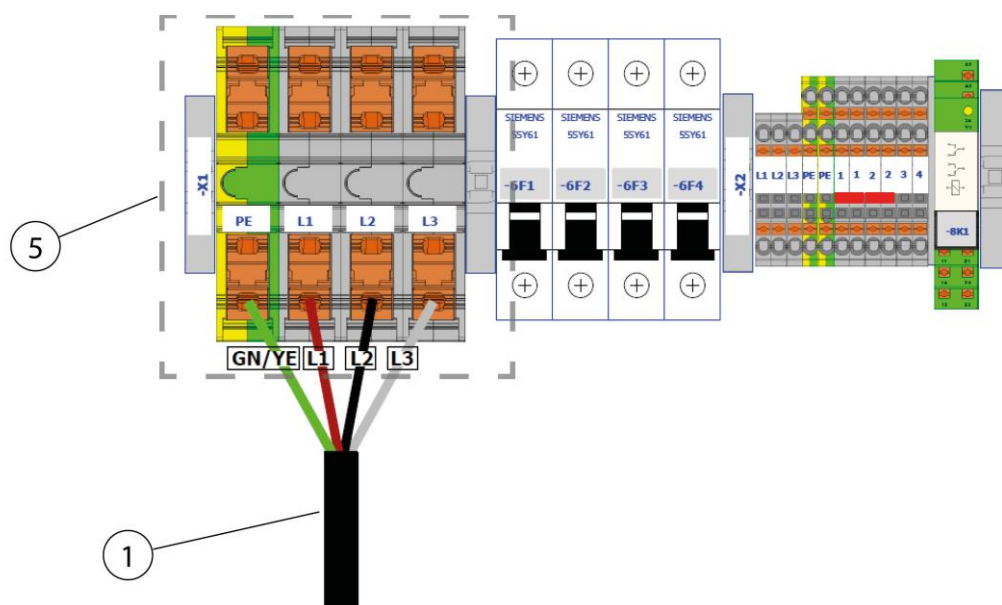 -X1
PE L1 L2 L3
SIEMENS SIEMENS SIEMENS SIEMENS
5SY61 5SY61 5SY61 5SY61
-6F1 -6F2 -6F3 -6F4
-X2
L1 L2 L3 PE PE 1 1 2 2 3 4
-8K1
5
GN/YE L1 L2 L3
1